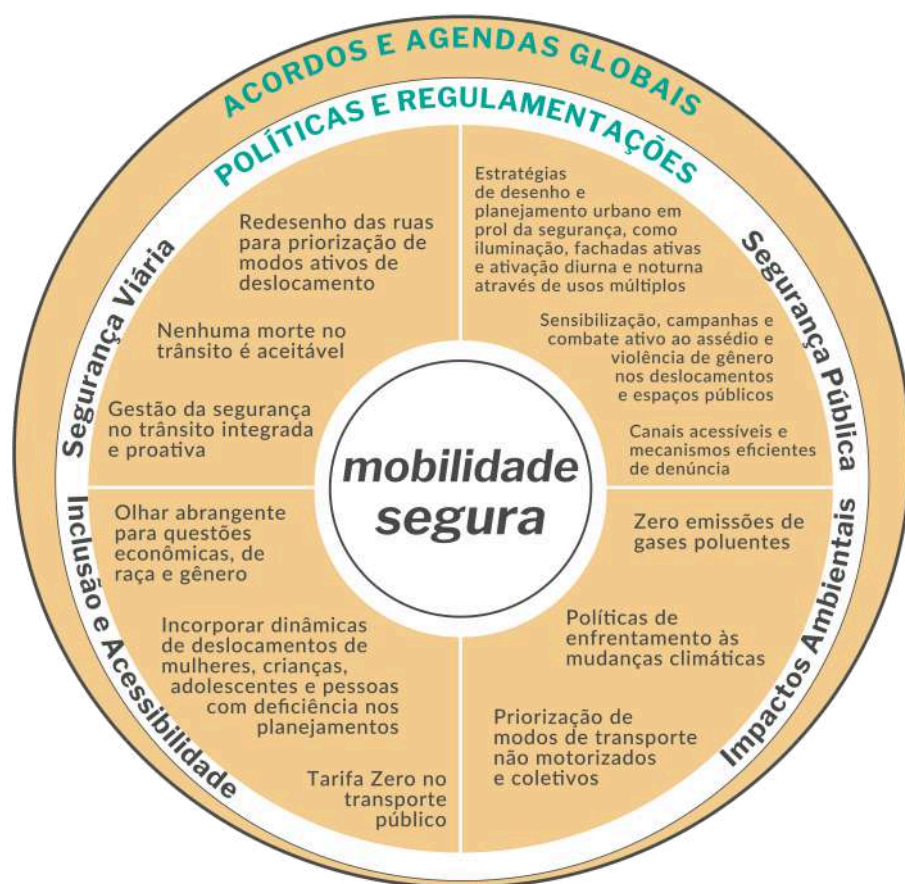 ACORDOS E AGENDAS GLOBAIS
POLÍTICAS E REGULAMENTAÇÕES
Segurança Viária
Redesenho das ruas
para priorização de
modos ativos de
deslocamento
Nenhuma morte no
trânsito é aceitável
Gestão da segurança
no trânsito integrada
e proativa
Segurança Pública
Estratégias
de desenho e
planejamento urbano em
prol da segurança, como
iluminação, fachadas ativas
e ativação diurna e noturna
através de usos múltiplos
Sensibilização, campanhas e
combate ativo ao assédio e
violência de gênero
nos deslocamentos
e espaços públicos
Canais acessíveis e
mecanismos eficientes
de denúncia
mobilidade
segura
Inclusão e Acessibilidade
Olhar abrangente
para questões
econômicas, de
raça e gênero
Incorporar dinâmicas
de deslocamentos de
mulheres, crianças,
adolescentes e pessoas
com deficiência nos
planejamentos
Tarifa Zero no
transporte
público
Impactos Ambientais
Zero emissões de
gases poluentes
Políticas de
enfrentamento às
mudanças climáticas
Priorização de
modos de transporte
não motorizados
e coletivos